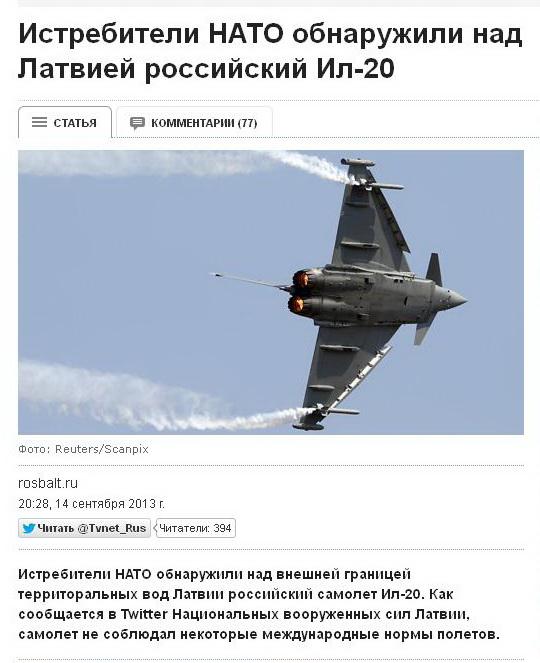 Истребители НАТО обнаружили над
Латвией российский Ил-20
СТАТЬЯ
КОММЕНТАРИИ (77)
Фото: Reuters/Scanpix
rosbalt.ru
20:28, 14 сентября 2013 г.
Читать @Tvnet_Rus
Читатели: 394
Истребители НАТО обнаружили над внешней границей
территориальных вод Латвии российский самолет Ил-20. Как
сообщается в Twitter Национальных вооруженных сил Латвии,
самолет не соблюдал некоторые международные нормы полетов.